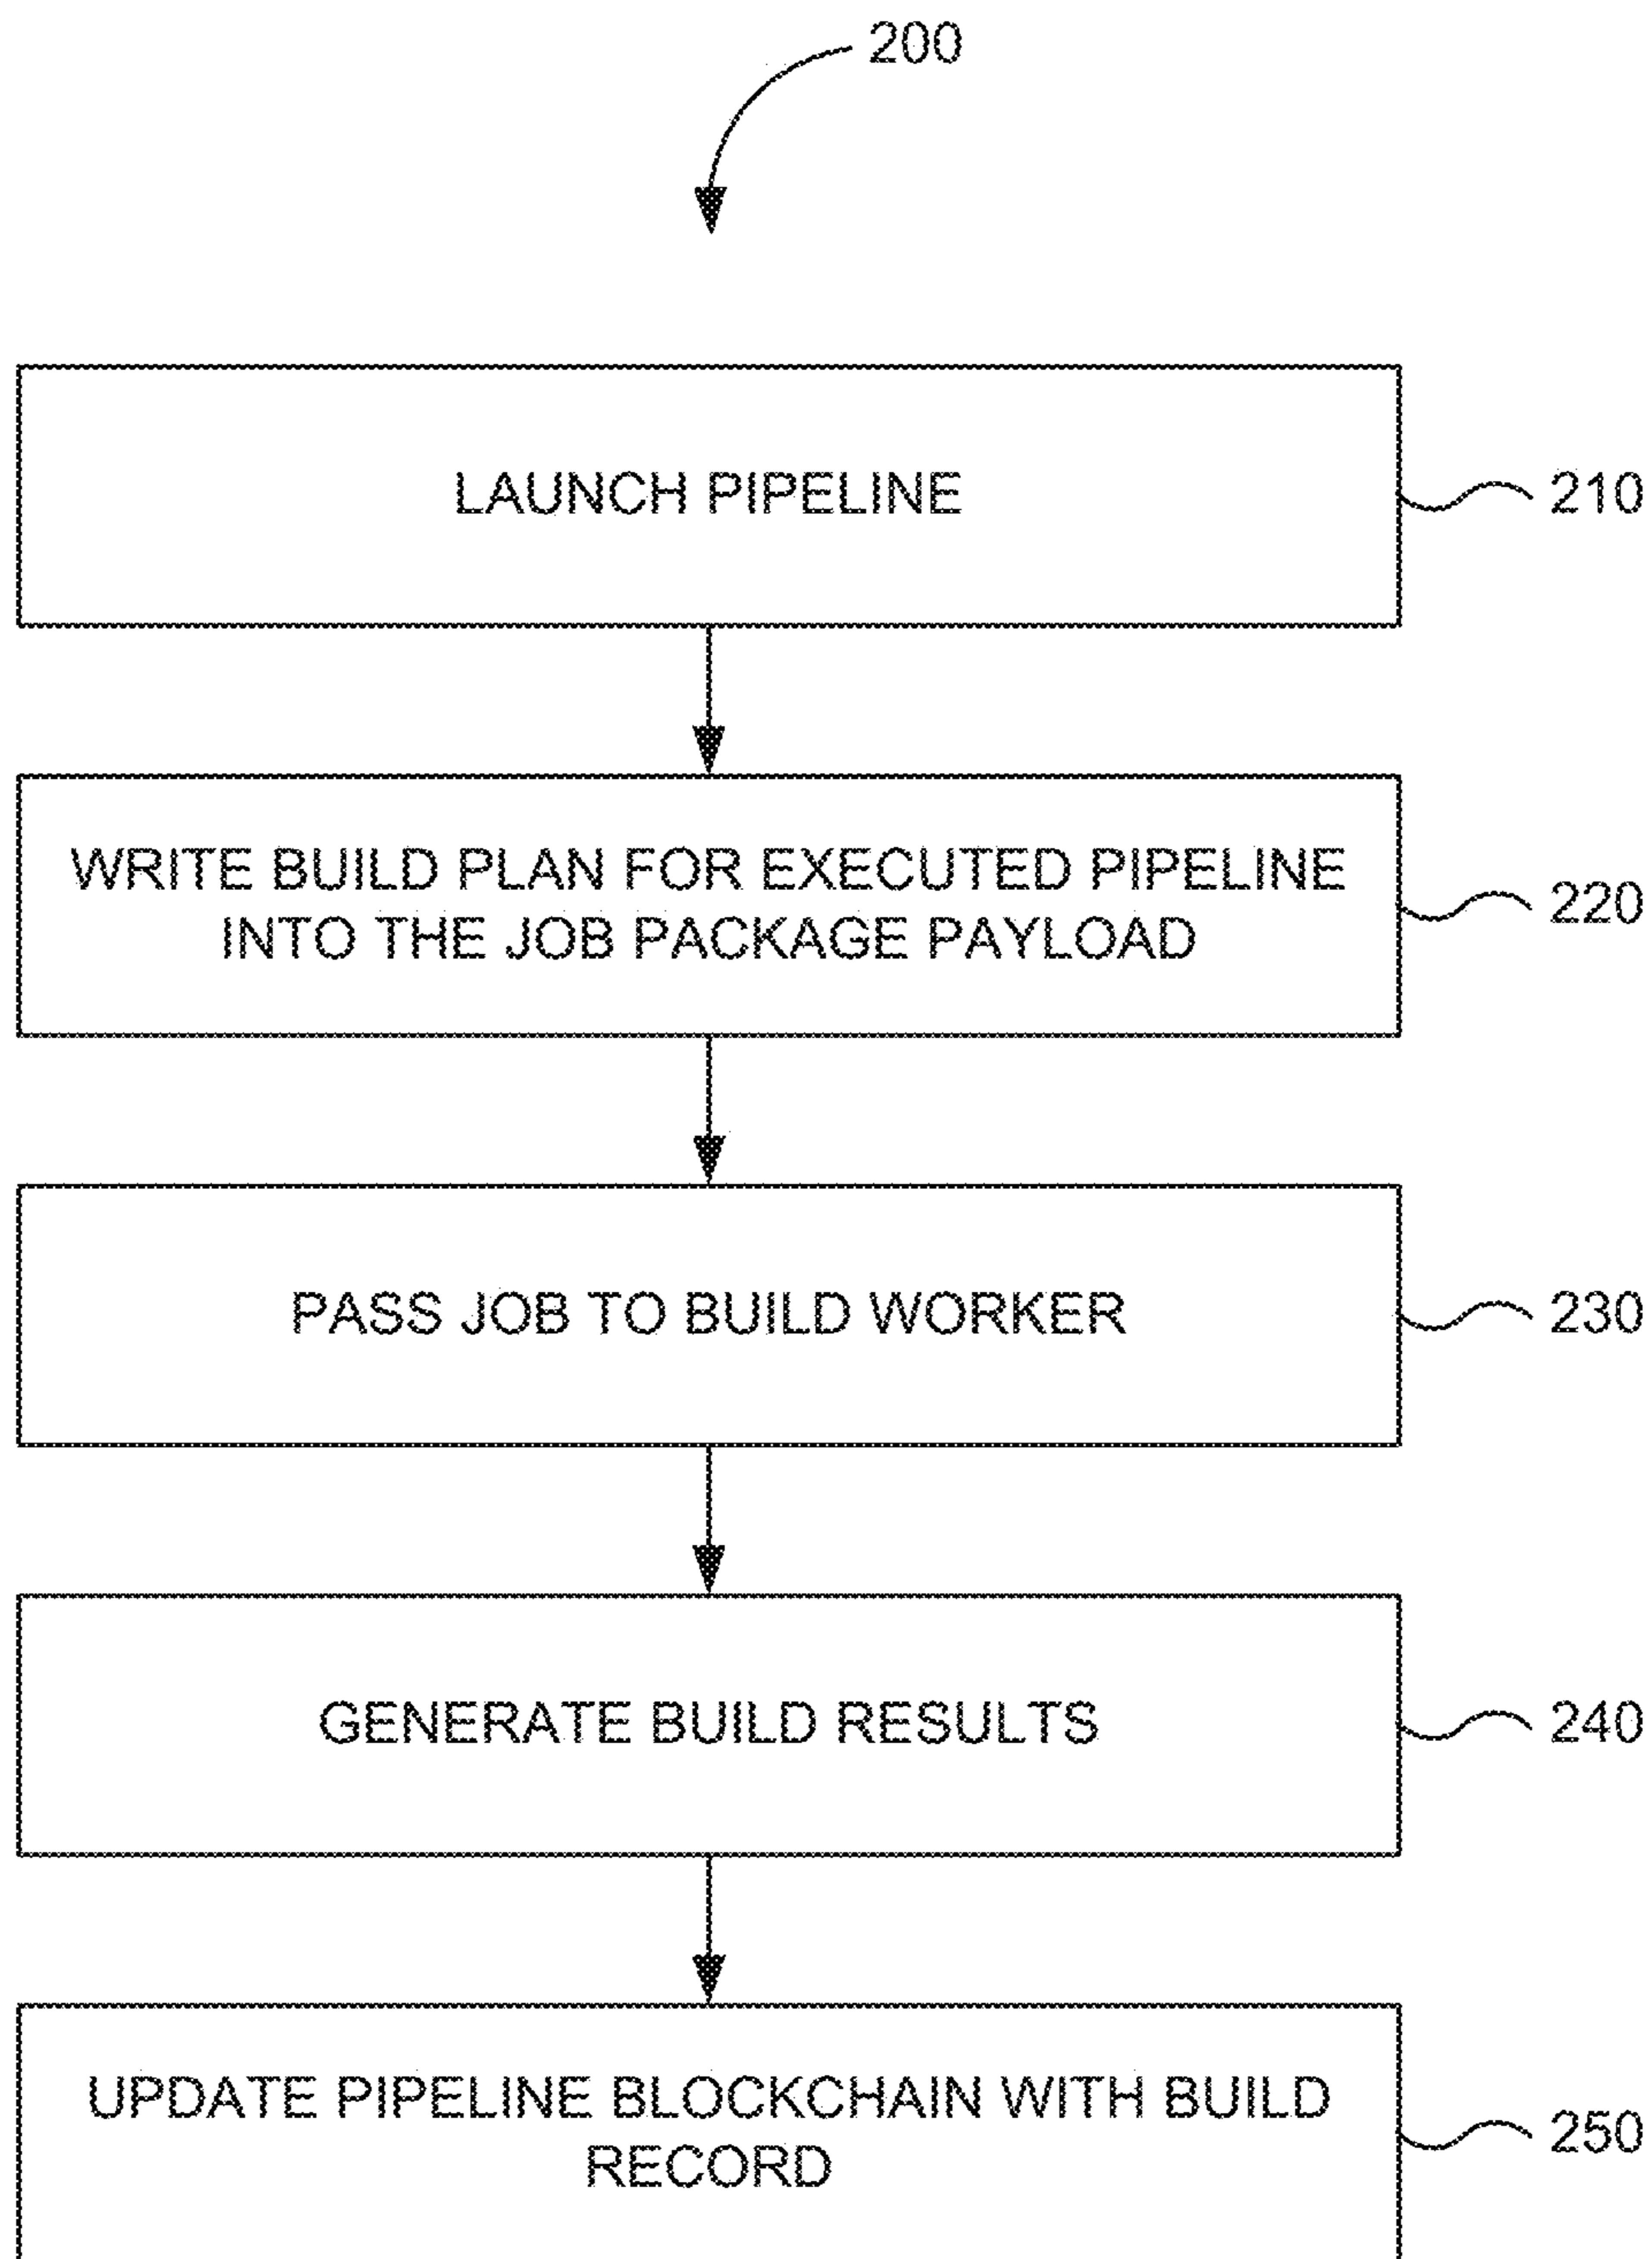 200
LAUNCH PIPELINE
210
WRITE BUILD PLAN FOR EXECUTED PIPELINE
INTO THE JOB PACKAGE PAYLOAD
220
PASS JOB TO BUILD WORKER
230
GENERATE BUILD RESULTS
240
UPDATE PIPELINE BLOCKCHAIN WITH BUILD
RECORD
250